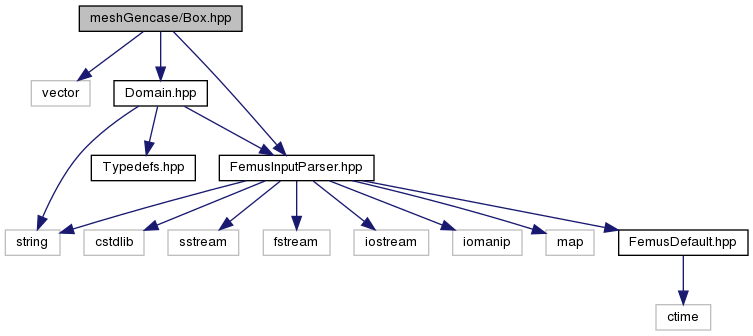 meshGencase/Box.hpp
vector
Domain.hpp
Typedefs.hpp
FemusInputParser.hpp
string
cstdlib
sstream
fstream
iostream
iomanip
map
FemusDefault.hpp
ctime